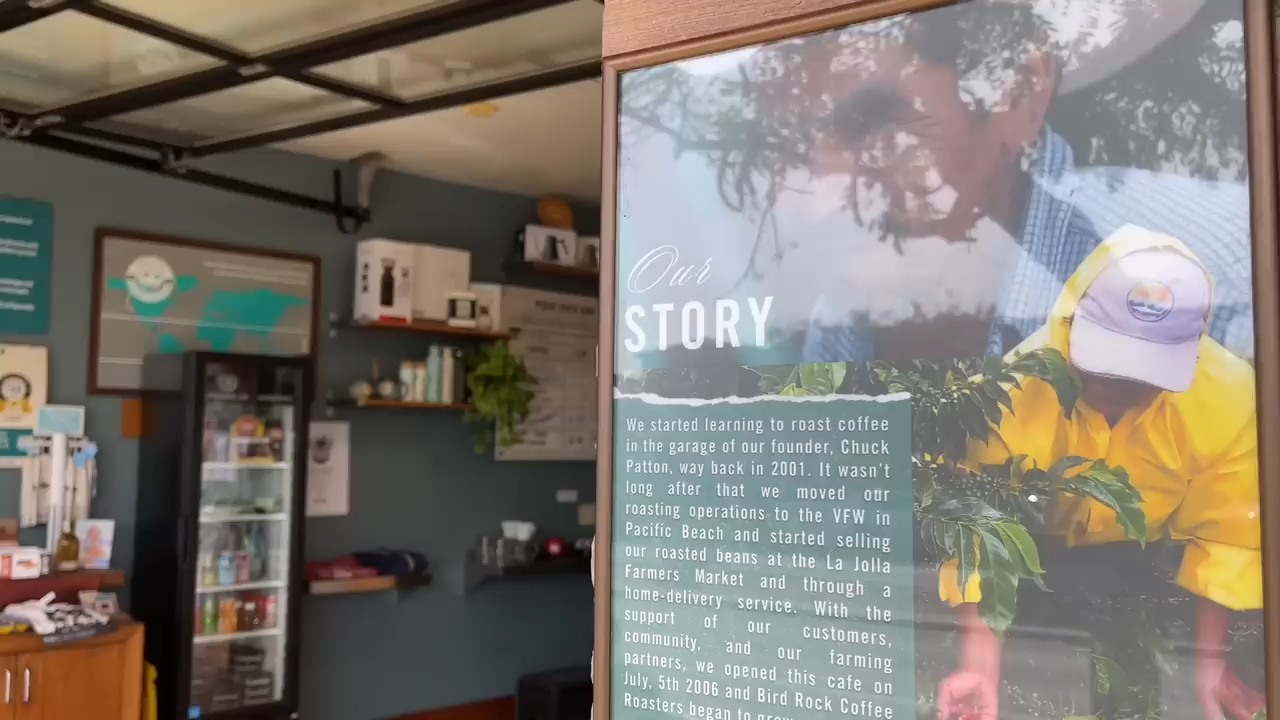 Our
STORY
We started learning to roast coffee
in the garage of our founder, Chuck
Patton, way back in 2001. It wasn't
long after that we moved our
roasting operations to the VFW in
Pacific Beach and started selling
our roasted beans at the La Jolla
Farmers Market and through a
home-delivery service. With the
support of our customers,
community, and our farming
partners, we opened this cafe on
July, 5th 2006 and Bird Rock Coffee
Roasters began to